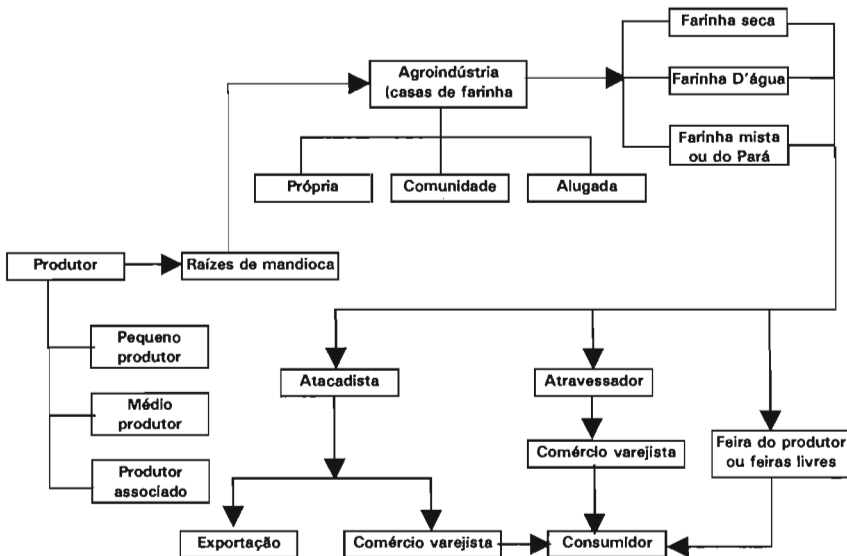 Farinha seca
Agroindústria
(casas de farinha
Farinha D'água
Farinha mista
ou do Pará
Própria
Comunidade
Alugada
Produtor
Raízes de mandioca
Pequeno
produtor
Médio
produtor
Produtor
associado
Atacadista
Atravessador
Comércio varejista
Feira do produtor
ou feiras livres
Exportação
Comércio varejista
Consumidor